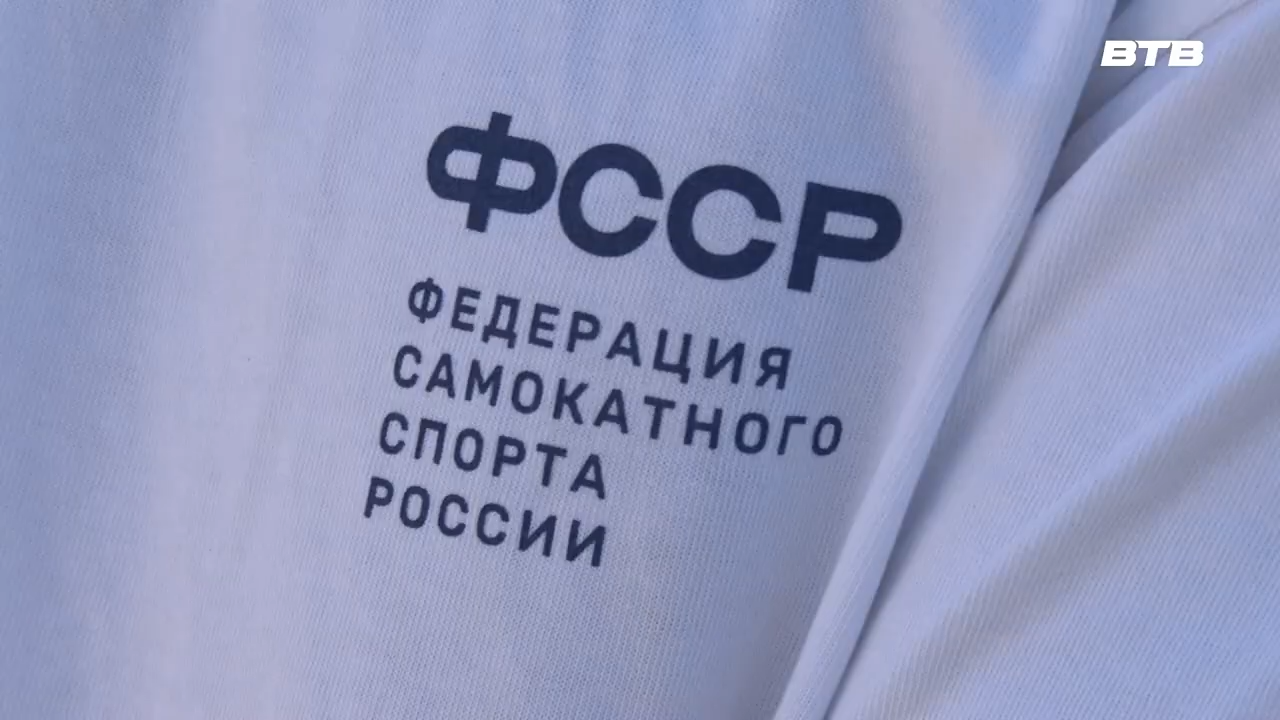 ВТВ
ФССР
ФЕДЕРАЦИЯ
САМОКАТНОГО
СПОРТА
РОССИИ